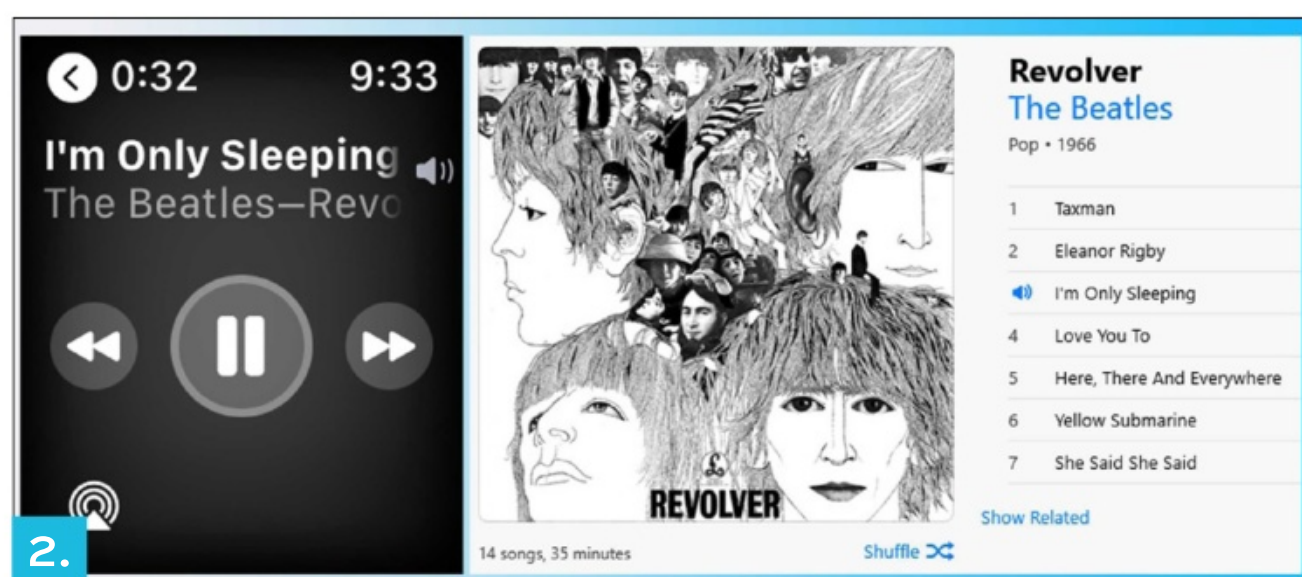 0:32 9:33
I'm Only Sleeping
The Beatles—Revo
2.
REVOLVER
14 songs, 35 minutes
Shuffle
Revolver
The Beatles
Pop • 1966
1 Taxman
2 Eleanor Rigby
I'm Only Sleeping
4 Love You To
5 Here, There And Everywhere
6 Yellow Submarine
7 She Said She Said
Show Related